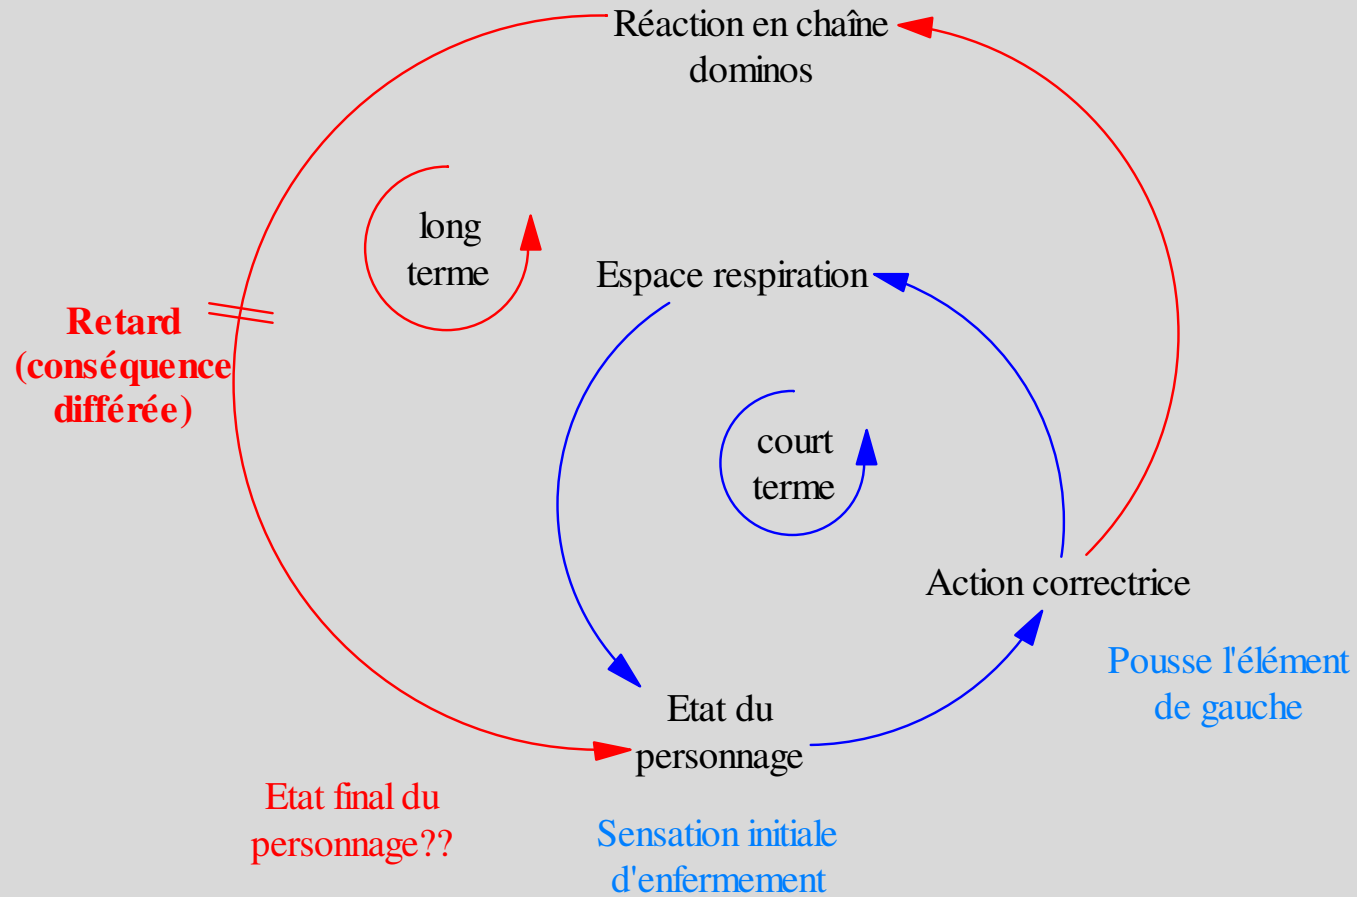 Réaction en chaîne
dominos
long
terme
Espace respiration
Retard
(conséquence
différée)
court
terme
Action correctrice
Pousse l'élément
de gauche
Etat du
personnage
Etat final du
personnage??
Sensation initiale
d'enfermement